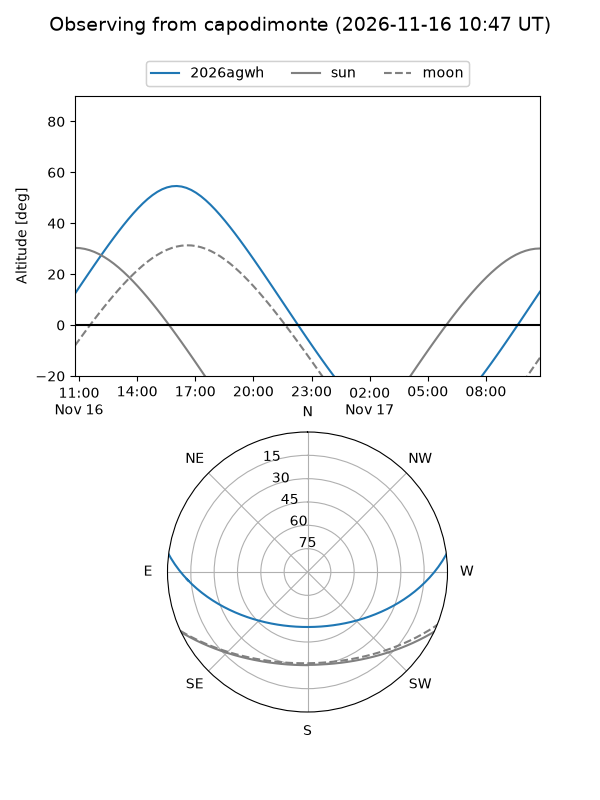 Observing from capodimonte (2026-11-16 10:47 UT)
2026agwh sun moon
Altitude [deg]
80
60
40
20
0
−20
11:00 14:00 17:00 20:00 23:00 02:00 05:00 08:00
Nov 16 Nov 17
N
NE NW
15
30
45
60
75
E W
SE SW
S